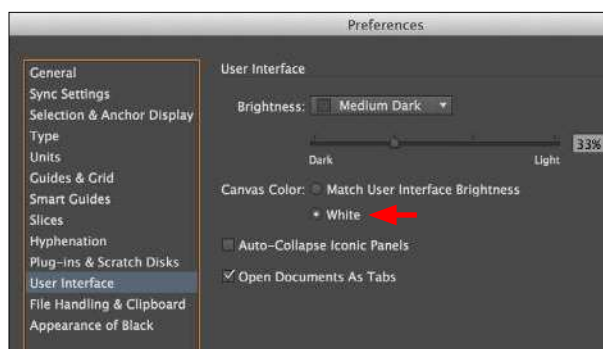 Preferences
General
Sync Settings
Selection & Anchor Display
Type
Units
Guides & Grid
Smart Guides
Slices
Hyphenation
Plug-ins & Scratch Disks
User Interface
File Handling & Clipboard
Appearance of Black
User Interface
Brightness: Medium Dark
33%
Dark Light
Canvas Color: Match User Interface Brightness
White
Auto-Collapse Iconic Panels
Open Documents As Tabs